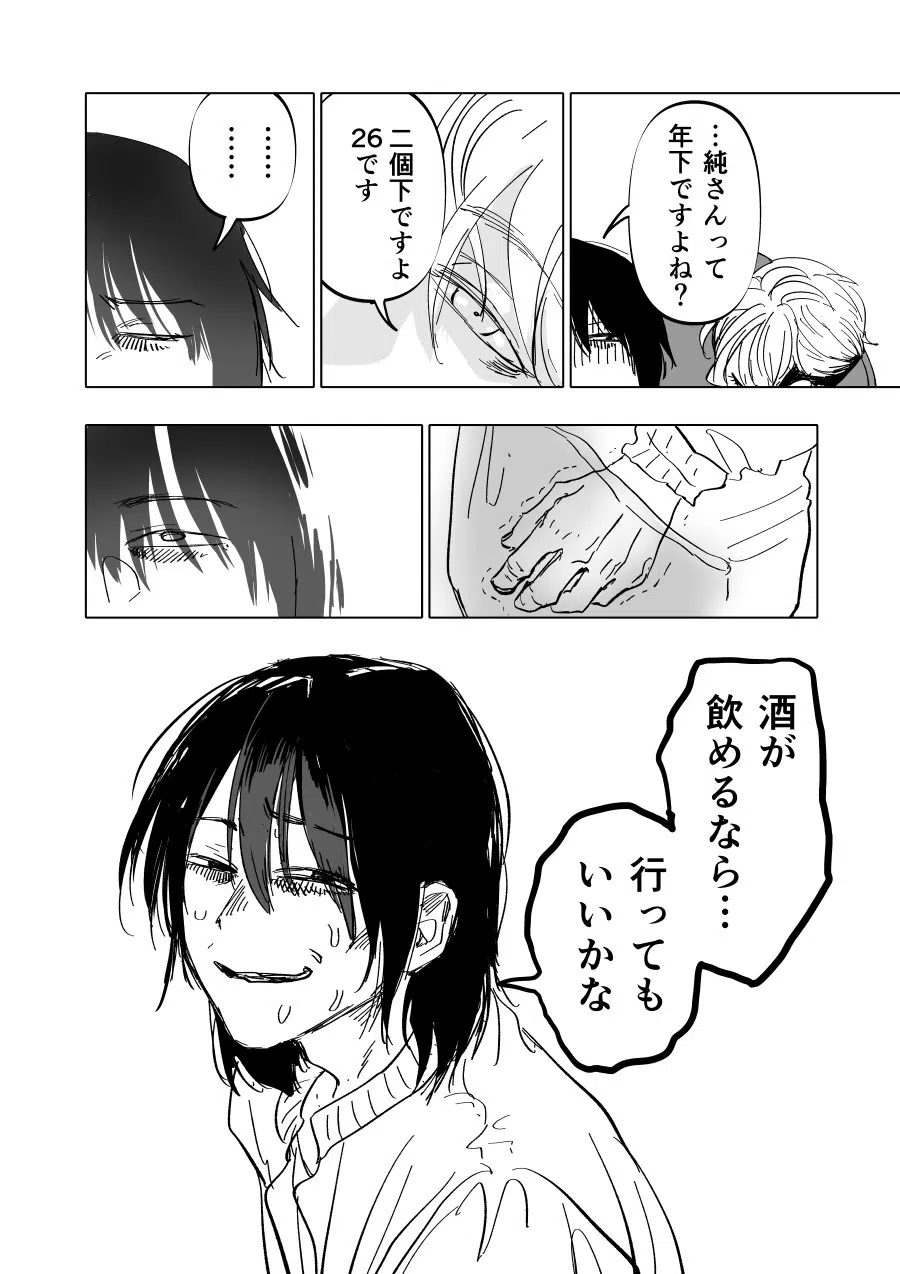 …純さんって
年下ですよね？
二個下ですよ
26です
……
……
酒が
飲めるなら…
行っても
いいかな